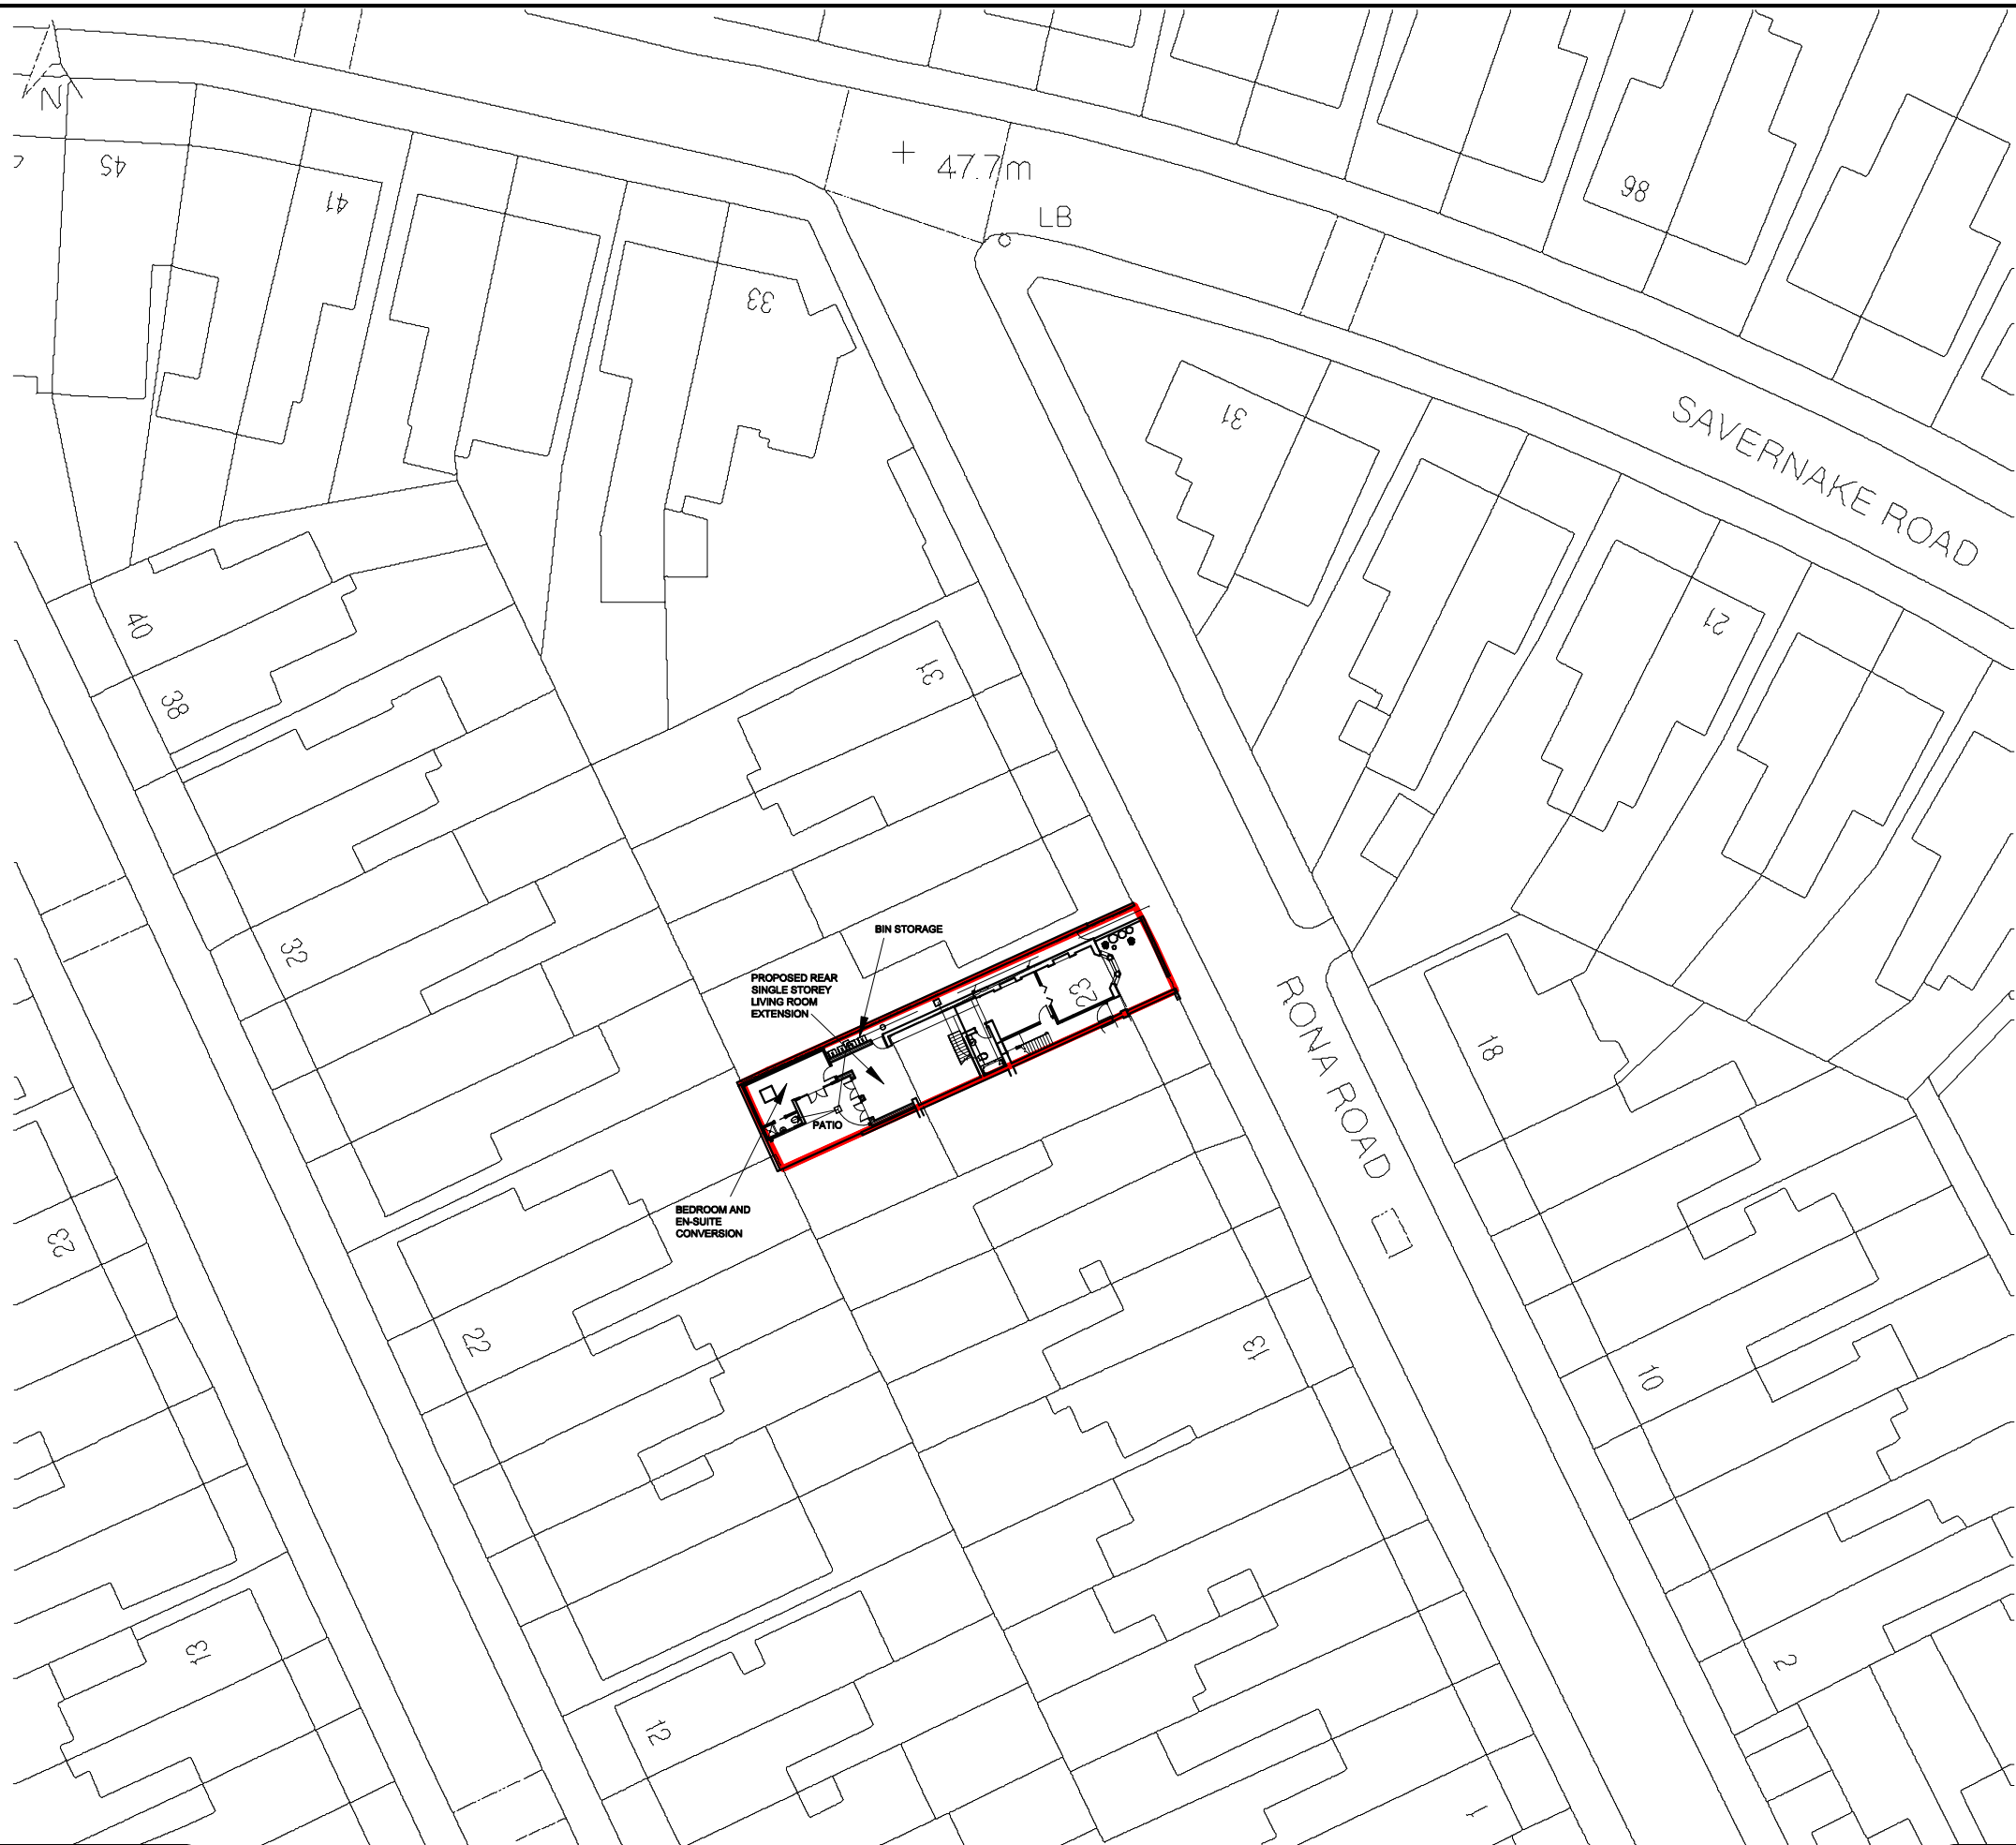 N
45
41
47.7m
LB
86
33
31
SAVERNAKE ROAD
21
40
38
31
32
BIN STORAGE
PROPOSED REAR
SINGLE STOREY
LIVING ROOM
EXTENSION
23
RONA ROAD
18
PATIO
BEDROOM AND
EN-SUITE
CONVERSION
23
22
13
10
13
12
2
1